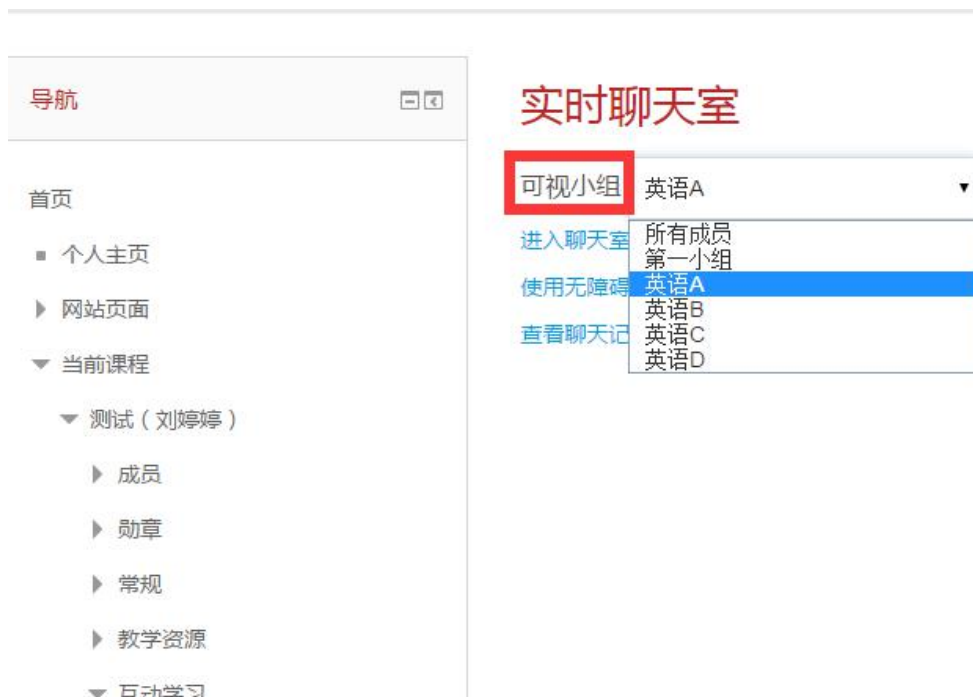 导航
首页
个人主页
网站页面
当前课程
测试（刘婷婷）
成员
勋章
常规
教学资源
互动学习
实时聊天室
可视小组 英语A
所有成员
第一小组
英语A
英语B
英语C
英语D
进入聊天室
使用无障碍
查看聊天记